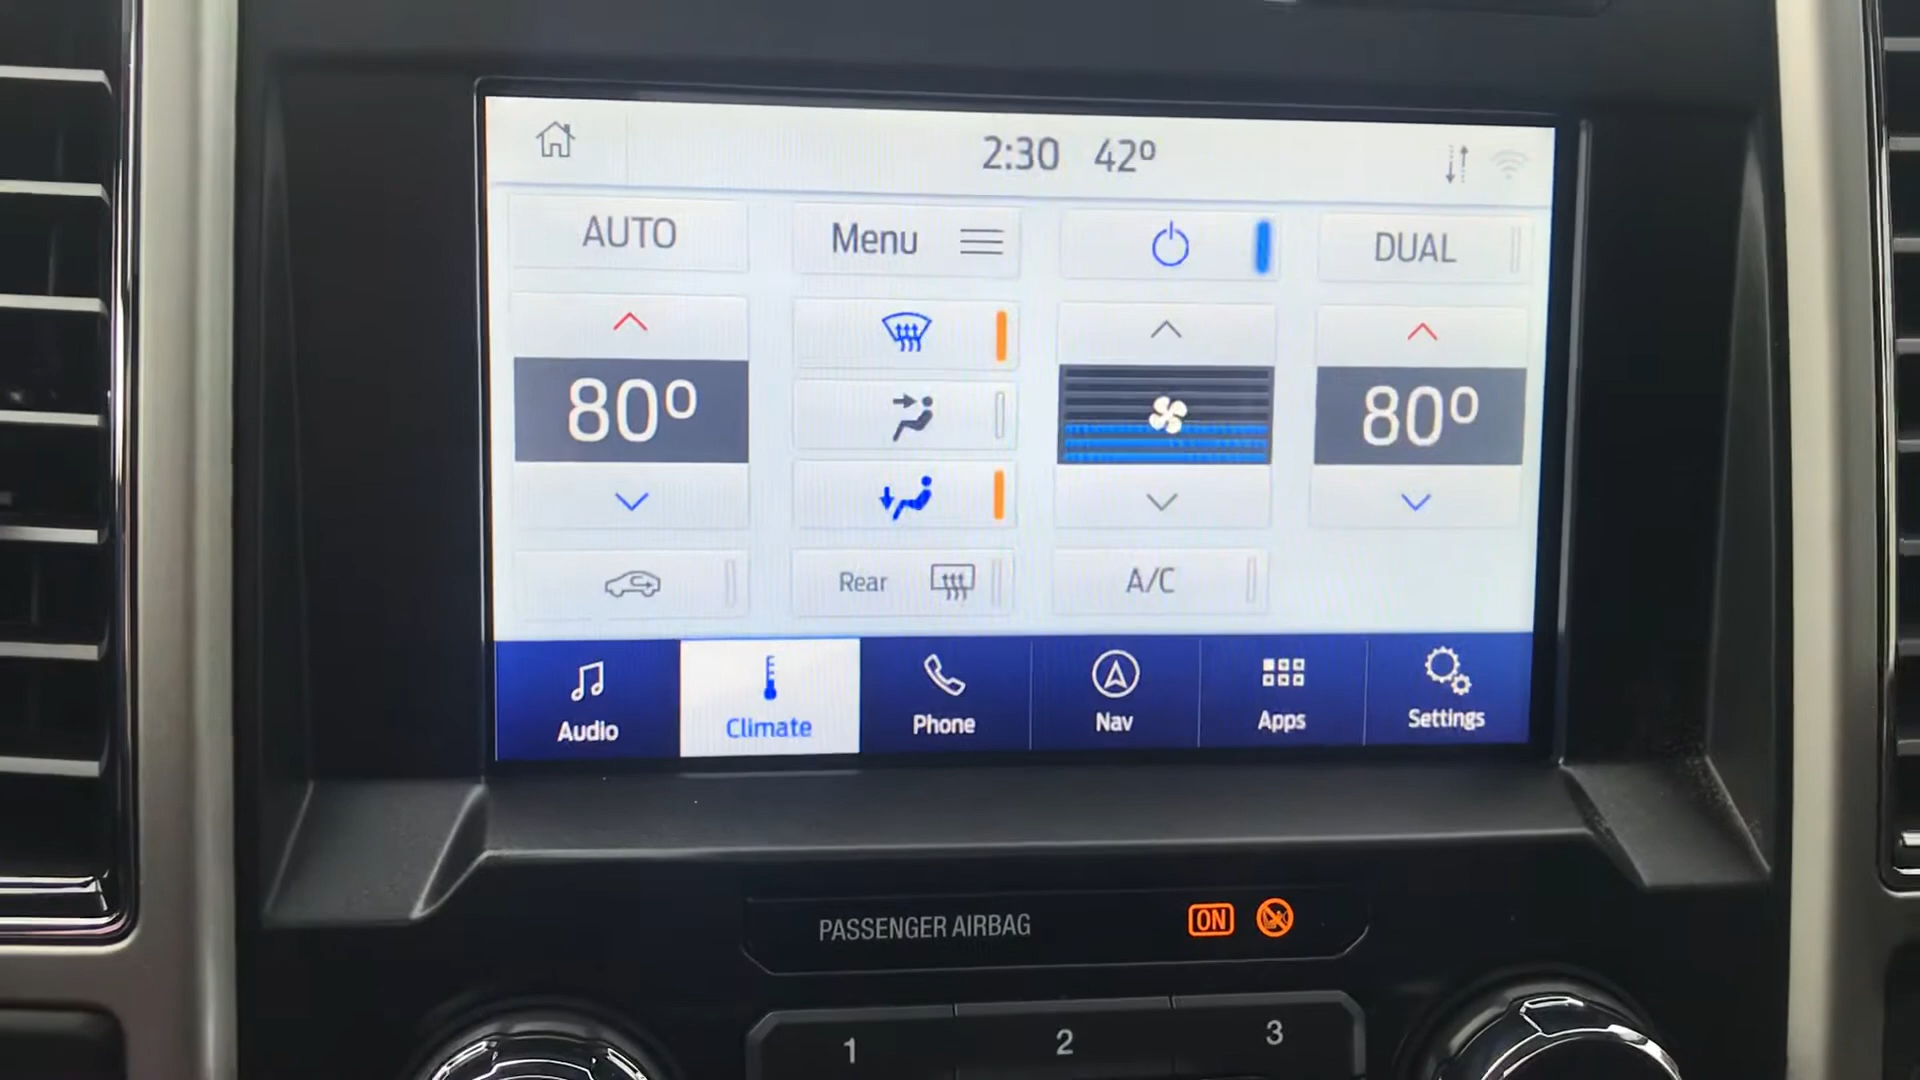 2:30 42º
AUTO
Menu
DUAL
80º
80º
Rear
A/C
Audio
Climate
Phone
Nav
Apps
Settings
PASSENGER AIRBAG
ON
1
2
3